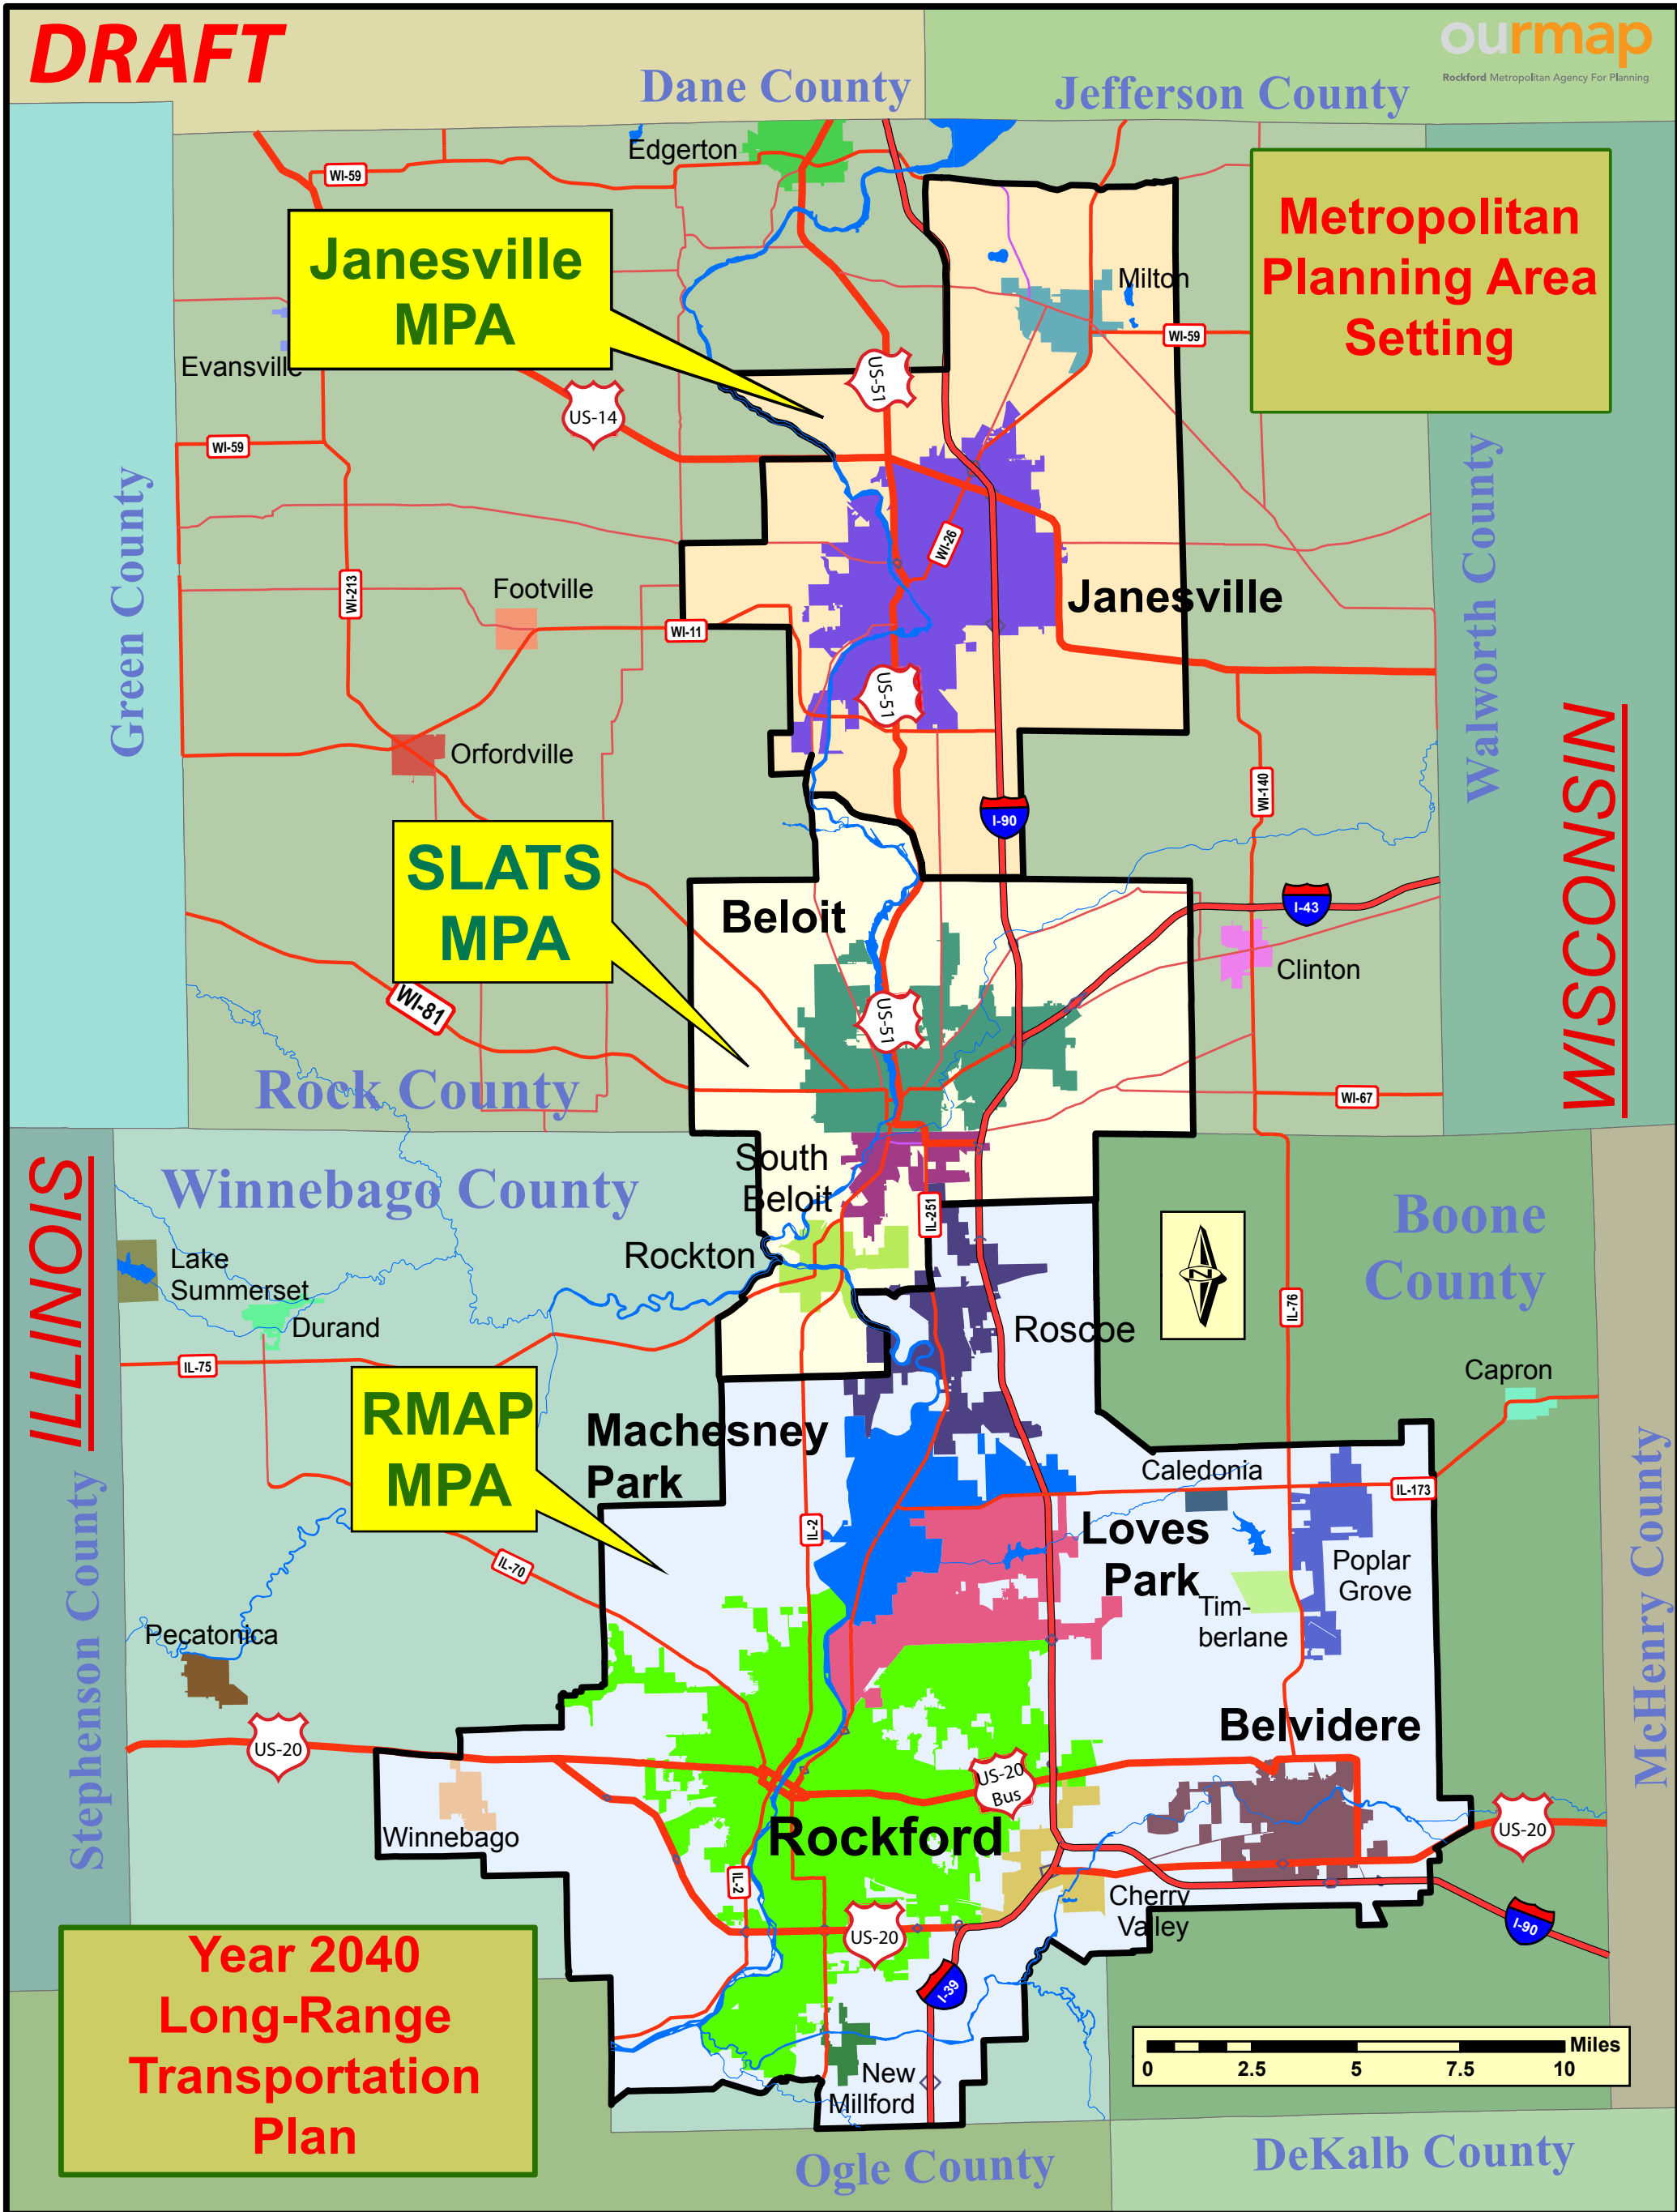 DRAFT
ourmap
Rockford Metropolitan Agency For Planning
Dane County
Jefferson County
Edgerton
WI-59
Metropolitan
Planning Area
Setting
Janesville
MPA
Milton
WI-59
Evansville
US-51
US-14
WI-59
Green County
Walworth County
WI-26
WI-213
Footville
Janesville
WI-11
US-51
Orfordville
WISCONSIN
WI-140
I-90
SLATS
MPA
Beloit
I-43
Clinton
WI-81
US-51
Rock County
WI-67
ILLINOIS
Winnebago County
South
Beloit
IL-251
Boone
County
N
Rockton
Lake
Summerset
Durand
IL-76
Roscoe
IL-75
Capron
RMAP
MPA
Machesney
Park
Caledonia
IL-173
Stephenson County
McHenry County
IL-2
Loves
Park
IL-70
Poplar
Grove
Tim-
berlane
Pecatonica
Belvidere
US-20
US-20
Bus
Winnebago
Rockford
US-20
IL-2
Cherry
Valley
US-20
I-90
I-39
Year 2040
Long-Range
Transportation
Plan
New
Millford
Miles
0 2.5 5 7.5 10
Ogle County
DeKalb County